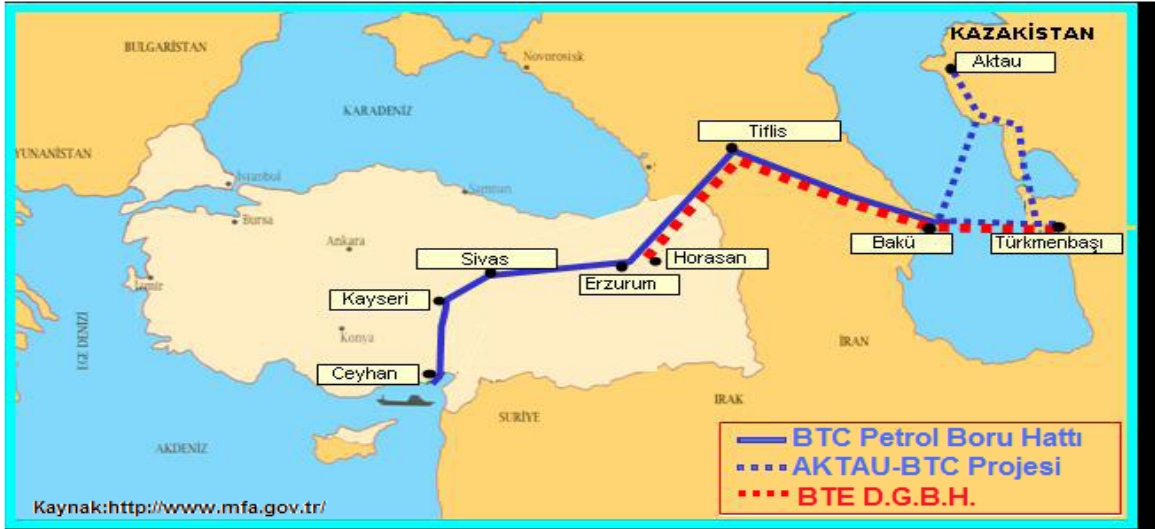 KAZAKİSTAN
Aktau
BULGARİSTAN
Novorosisk
KARADENİZ
Tiflis
YUNANİSTAN
İstanbul
Samsun
Bursa
Ankara
Bakü
Türkmenbaşı
Sivas
Horasan
Erzurum
İzmir
Kayseri
Konya
EGE DENİZİ
İRAN
Ceyhan
IRAK
SURİYE
AKDENİZ
BTC Petrol Boru Hattı
AKTAU-BTC Projesi
BTE D.G.B.H.
Kaynak:http://www.mfa.gov.tr/